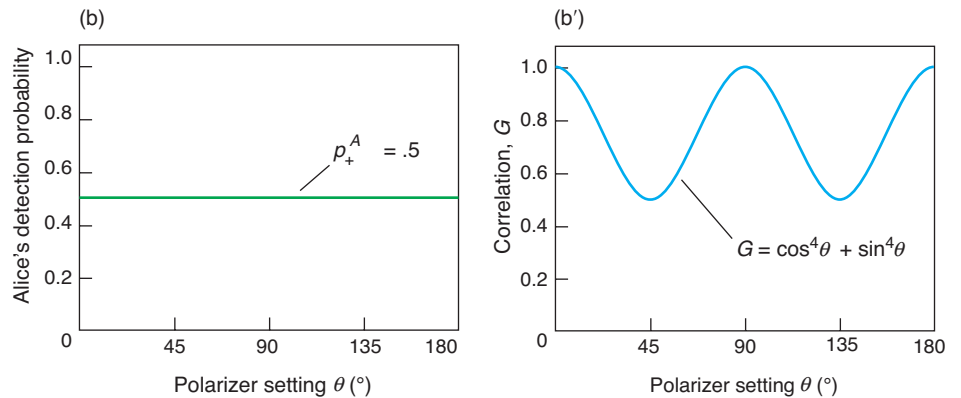 (b)
1.0
0.8
0.6
0.4
0.2
0
Alice's detection probability
p₊ᴬ = .5
45
90
135
180
Polarizer setting θ (°)
(b′)
1.0
0.8
0.6
0.4
0.2
0
Correlation, G
G = cos⁴θ + sin⁴θ
45
90
135
180
Polarizer setting θ (°)